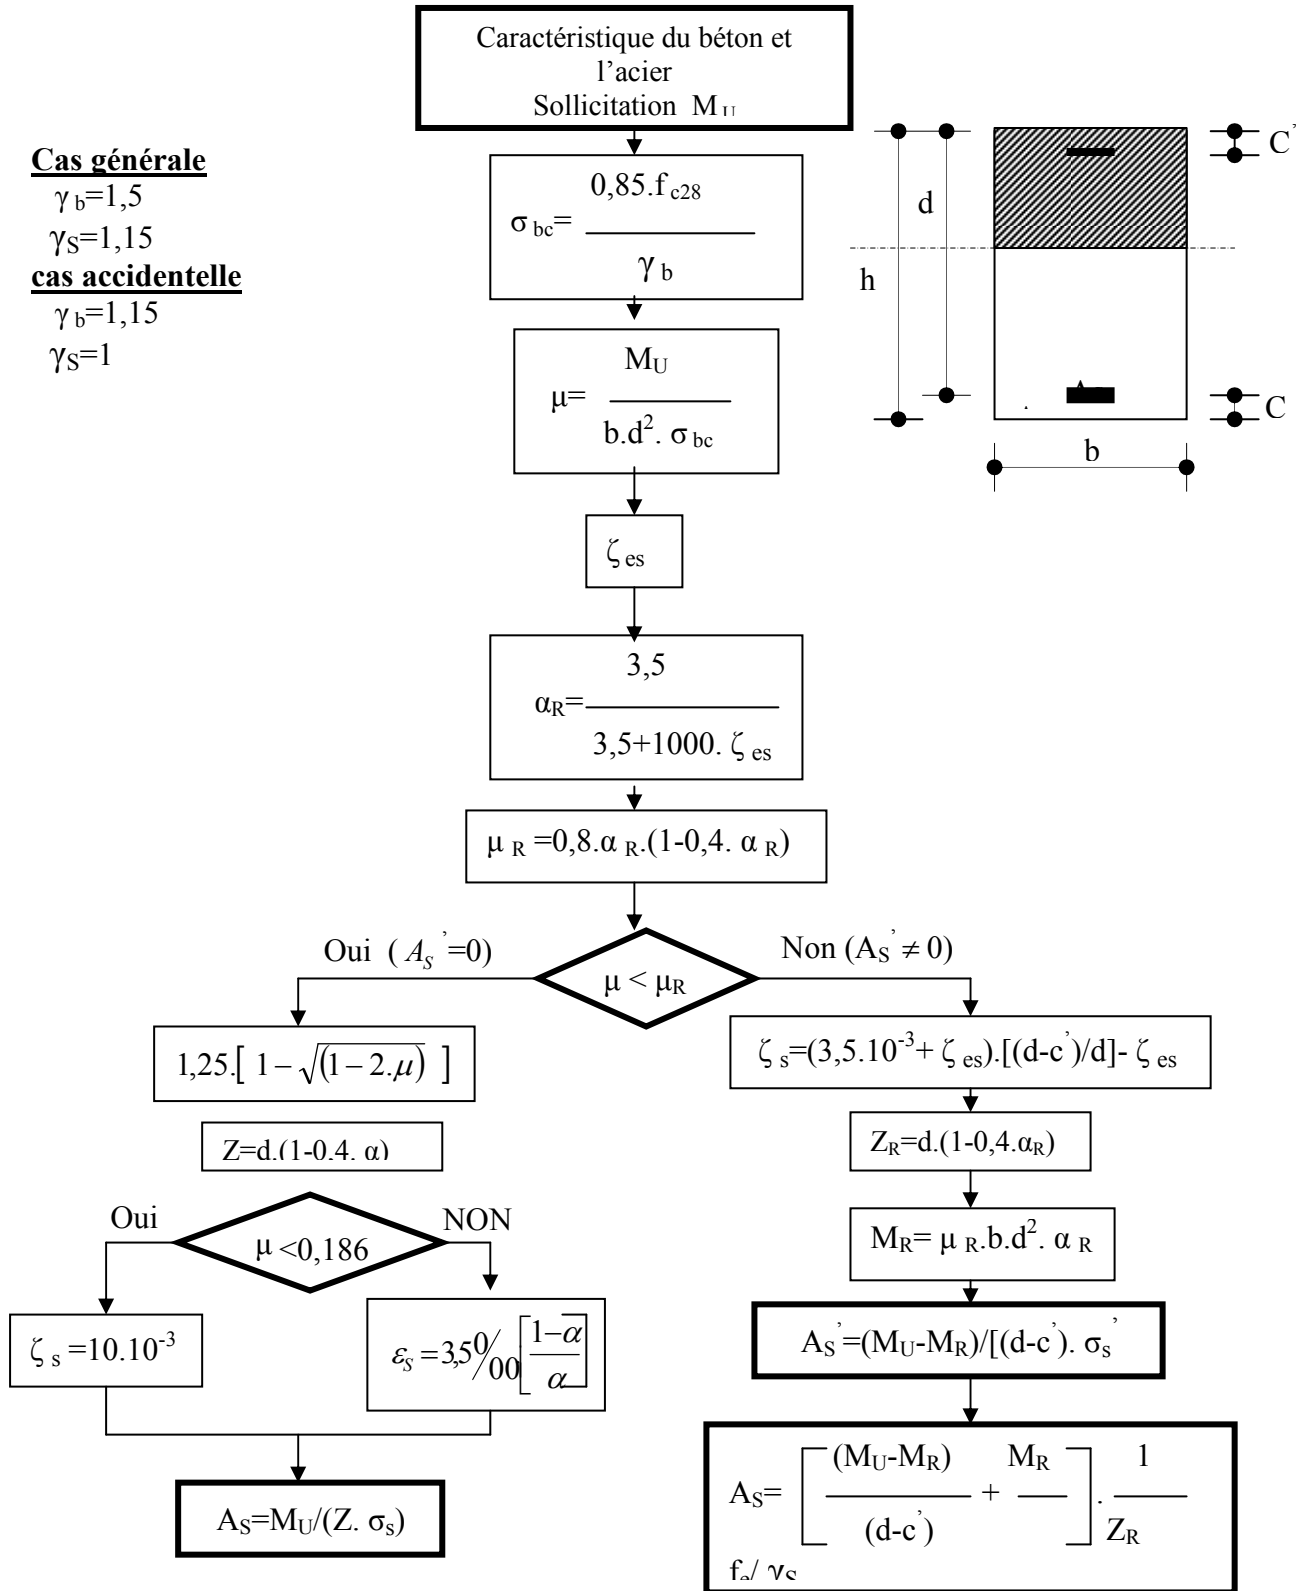 Caractéristique du béton et
l’acier
Sollicitation M U
Cas générale
γ b=1,5
γS=1,15
cas accidentelle
γ b=1,15
γS=1
0,85.f c28
σ bc=
γ b
MU
μ=
b.d². σ bc
ζ es
3,5
αR=
3,5+1000. ζ es
μ R =0,8.α R.(1-0,4. α R)
C’
d
h
C
b
Oui ( AS’=0)
μ < μR
Non (AS’ ≠ 0)
1,25.[ 1−√(1−2.μ) ]
Z=d.(1-0,4. α)
Oui
μ <0,186
NON
ζ s =10.10-3
εS = 3,5 0/00 [1−α/α]
AS=MU/(Z. σs)
ζ s=(3,5.10-3+ ζ es).[(d-c’)/d]- ζ es
ZR=d.(1-0,4.αR)
MR= μ R.b.d². α R
AS’=(MU-MR)/[(d-c’). σs’
(MU-MR) MR 1
AS= [ + ] .
(d-c’) ZR
fe/ γS